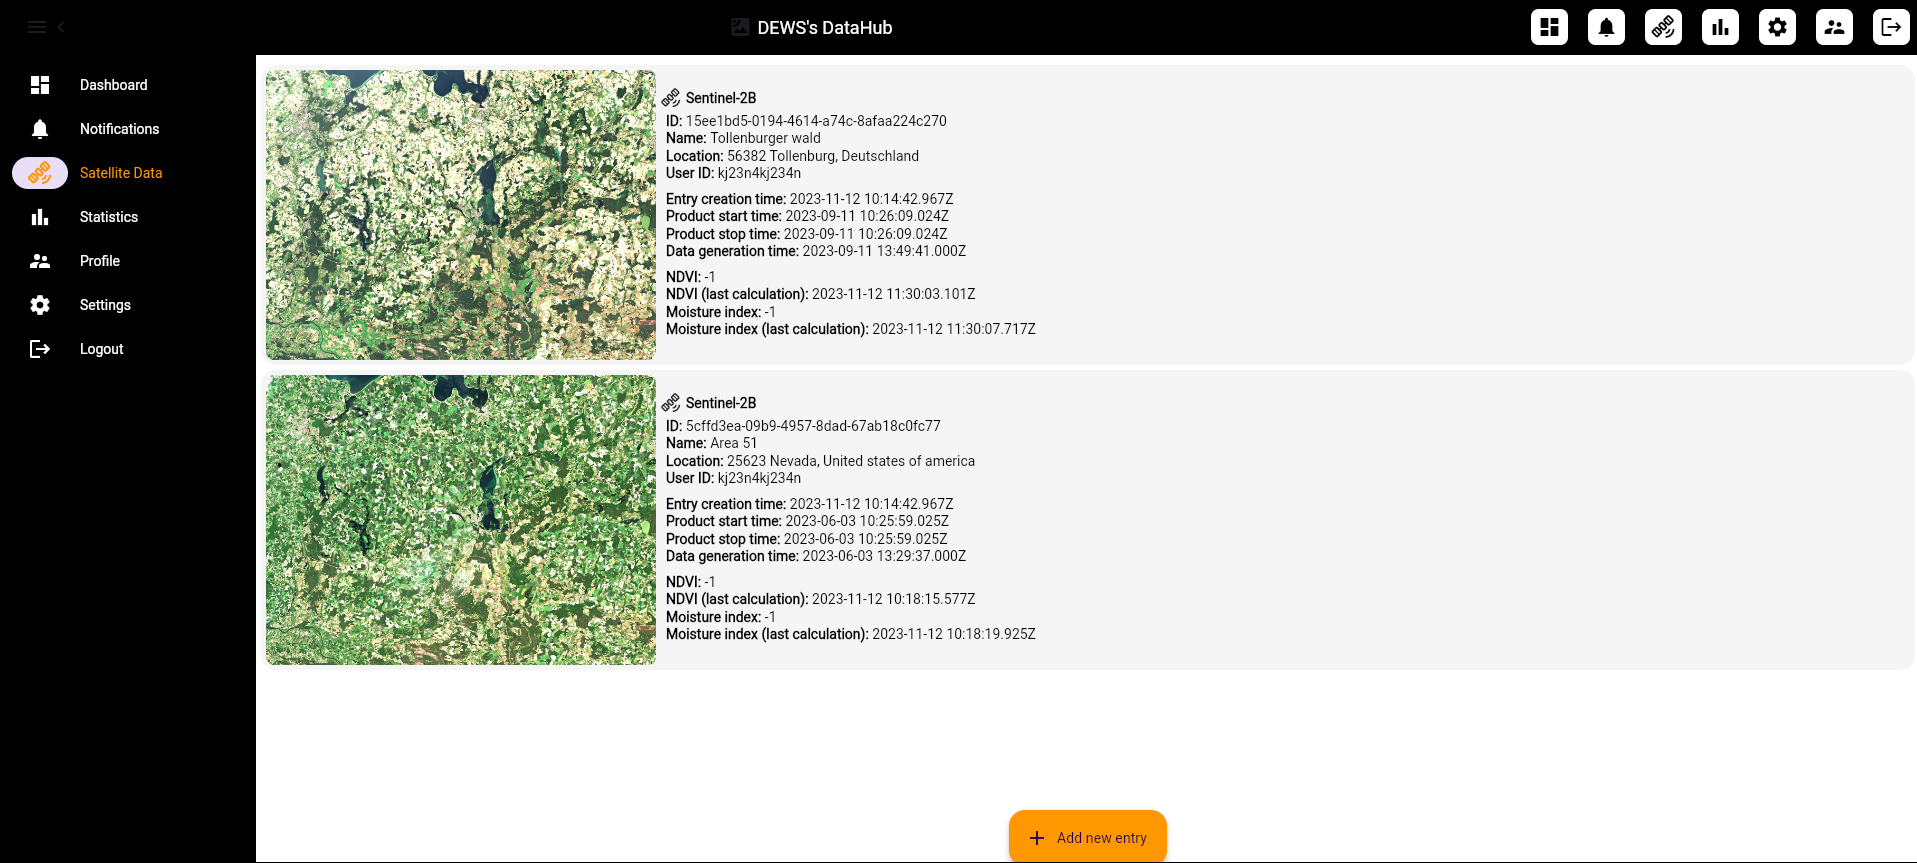 DEWS's DataHub
Dashboard
Notifications
Satellite Data
Statistics
Profile
Settings
Logout
Sentinel-2B
ID: 15ee1bd5-0194-4614-a74c-8afaa224c270
Name: Tollenburger wald
Location: 56382 Tollenburg, Deutschland
User ID: kj23n4kj234n
Entry creation time: 2023-11-12 10:14:42.967Z
Product start time: 2023-09-11 10:26:09.024Z
Product stop time: 2023-09-11 10:26:09.024Z
Data generation time: 2023-09-11 13:49:41.000Z
NDVI: -1
NDVI (last calculation): 2023-11-12 11:30:03.101Z
Moisture index: -1
Moisture index (last calculation): 2023-11-12 11:30:07.717Z
Sentinel-2B
ID: 5cffd3ea-09b9-4957-8dad-67ab18c0fc77
Name: Area 51
Location: 25623 Nevada, United states of america
User ID: kj23n4kj234n
Entry creation time: 2023-11-12 10:14:42.967Z
Product start time: 2023-06-03 10:25:59.025Z
Product stop time: 2023-06-03 10:25:59.025Z
Data generation time: 2023-06-03 13:29:37.000Z
NDVI: -1
NDVI (last calculation): 2023-11-12 10:18:15.577Z
Moisture index: -1
Moisture index (last calculation): 2023-11-12 10:18:19.925Z
Add new entry